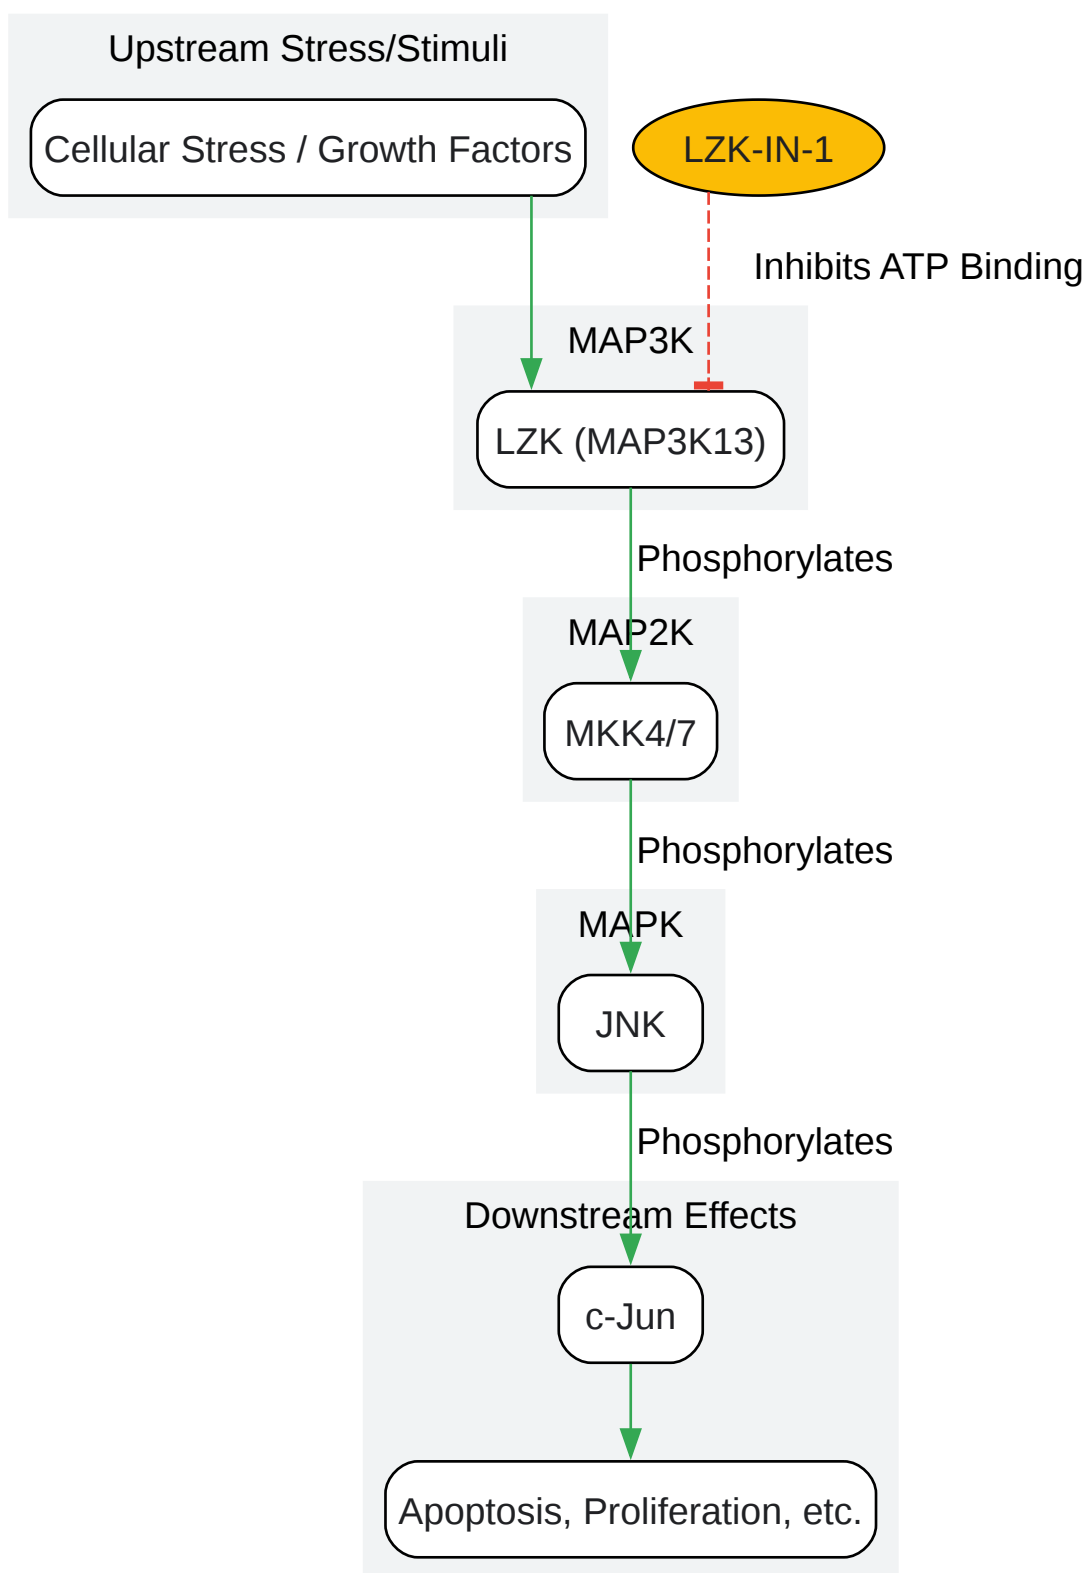 Upstream Stress/Stimuli
Cellular Stress / Growth Factors
LZK-IN-1
Inhibits ATP Binding
MAP3K
LZK (MAP3K13)
Phosphorylates
MAP2K
MKK4/7
Phosphorylates
MAPK
JNK
Phosphorylates
Downstream Effects
c-Jun
Apoptosis, Proliferation, etc.